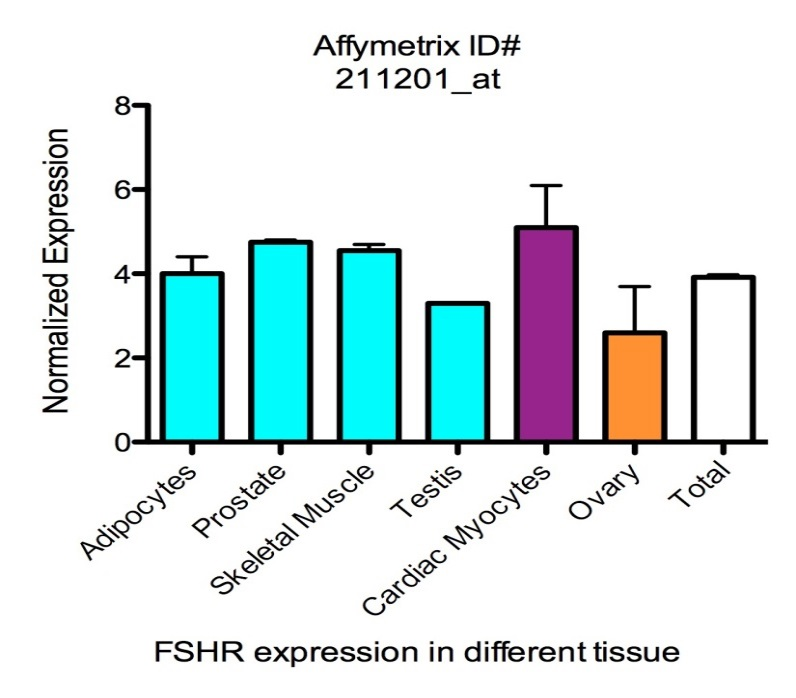 Affymetrix ID#
211201_at
Normalized Expression
8
6
4
2
0
Adipocytes
Prostate
Skeletal Muscle
Testis
Cardiac Myocytes
Ovary
Total
FSHR expression in different tissue